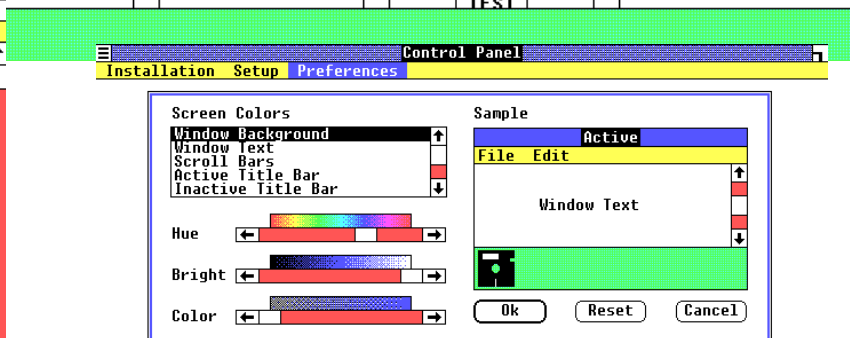 TEST
Control Panel
Installation Setup Preferences
Screen Colors
Window Background
Window Text
Scroll Bars
Active Title Bar
Inactive Title Bar
Hue
Bright
Color
Sample
Active
File Edit
Window Text
Ok Reset Cancel